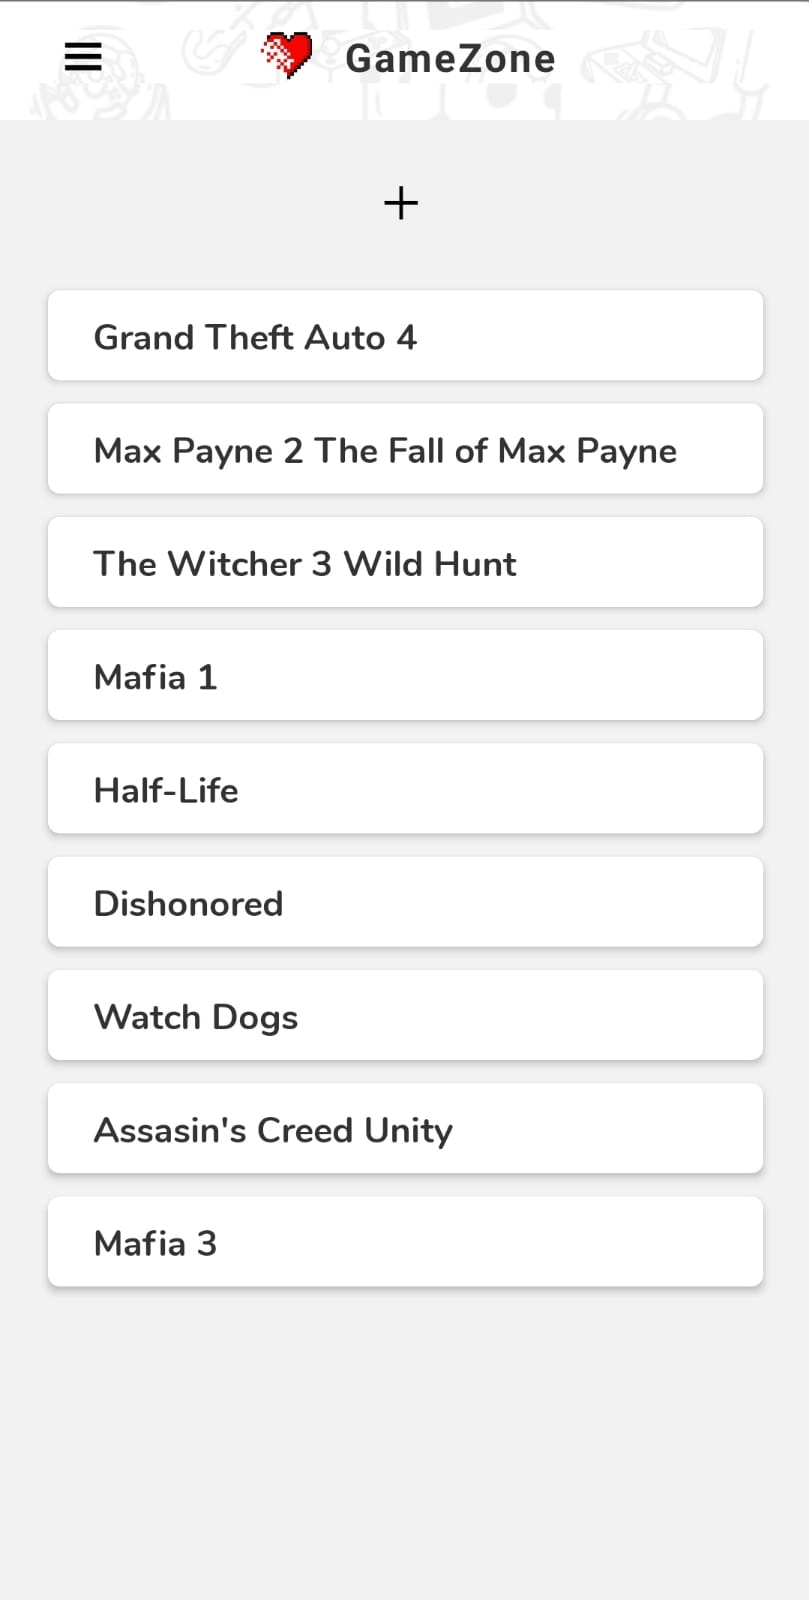 GameZone
Grand Theft Auto 4
Max Payne 2 The Fall of Max Payne
The Witcher 3 Wild Hunt
Mafia 1
Half-Life
Dishonored
Watch Dogs
Assasin's Creed Unity
Mafia 3